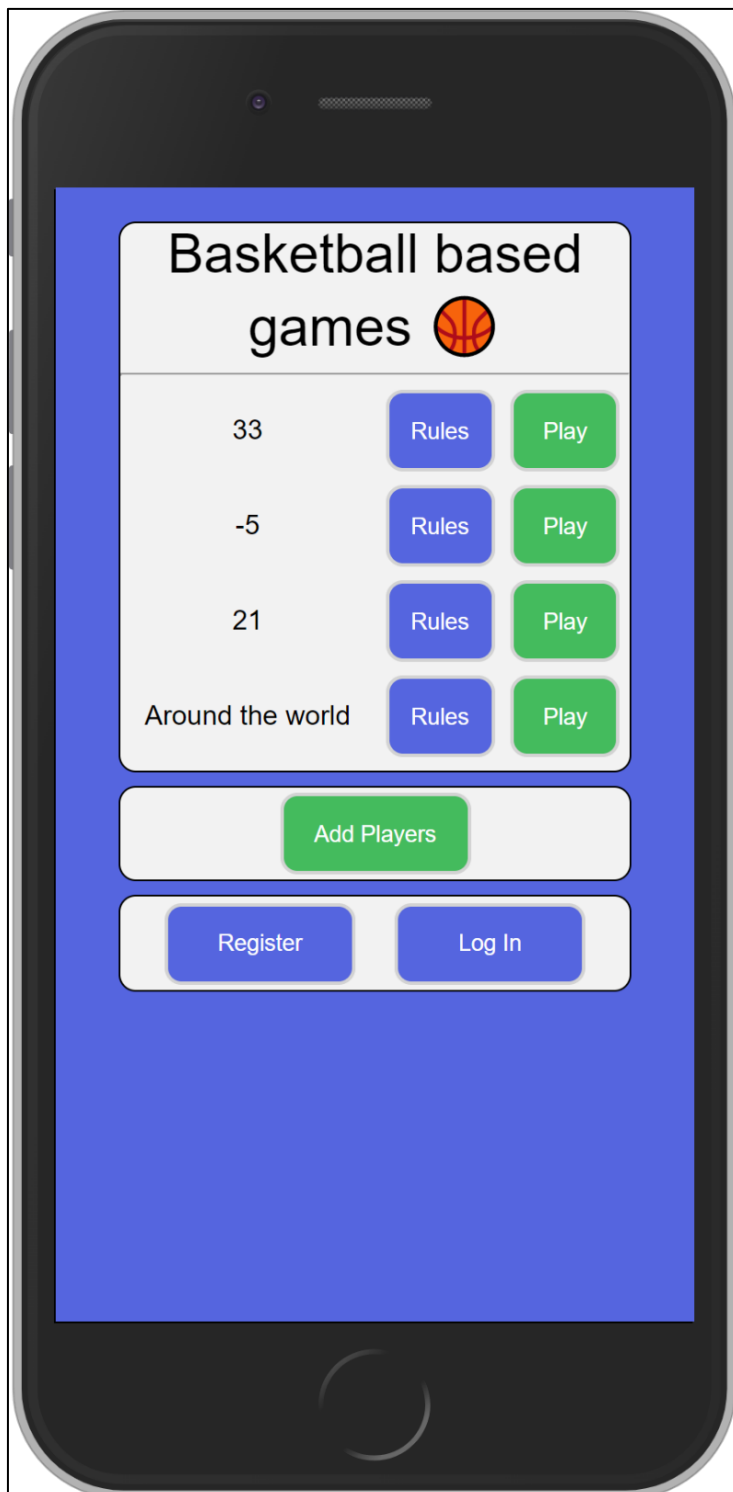 Basketball based
games 🏀
33 Rules Play
-5 Rules Play
21 Rules Play
Around the world Rules Play
Add Players
Register Log In